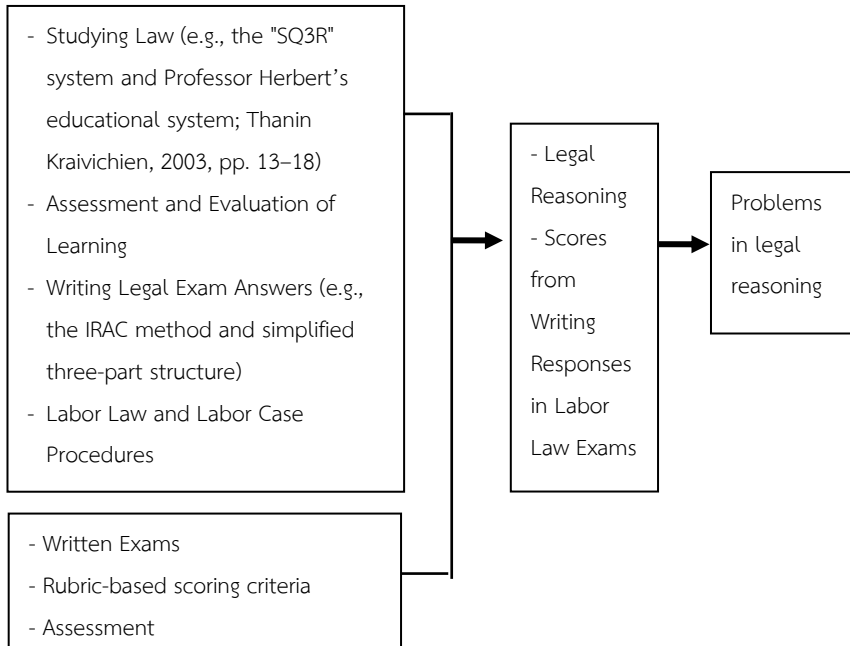 - Studying Law (e.g., the "SQ3R"
system and Professor Herbert's
educational system; Thanin
Kraivichien, 2003, pp. 13–18)
- Assessment and Evaluation of
Learning
- Writing Legal Exam Answers (e.g.,
the IRAC method and simplified
three-part structure)
- Labor Law and Labor Case
Procedures
- Written Exams
- Rubric-based scoring criteria
- Assessment
- Legal
Reasoning
- Scores
from
Writing
Responses
in Labor
Law Exams
Problems
in legal
reasoning